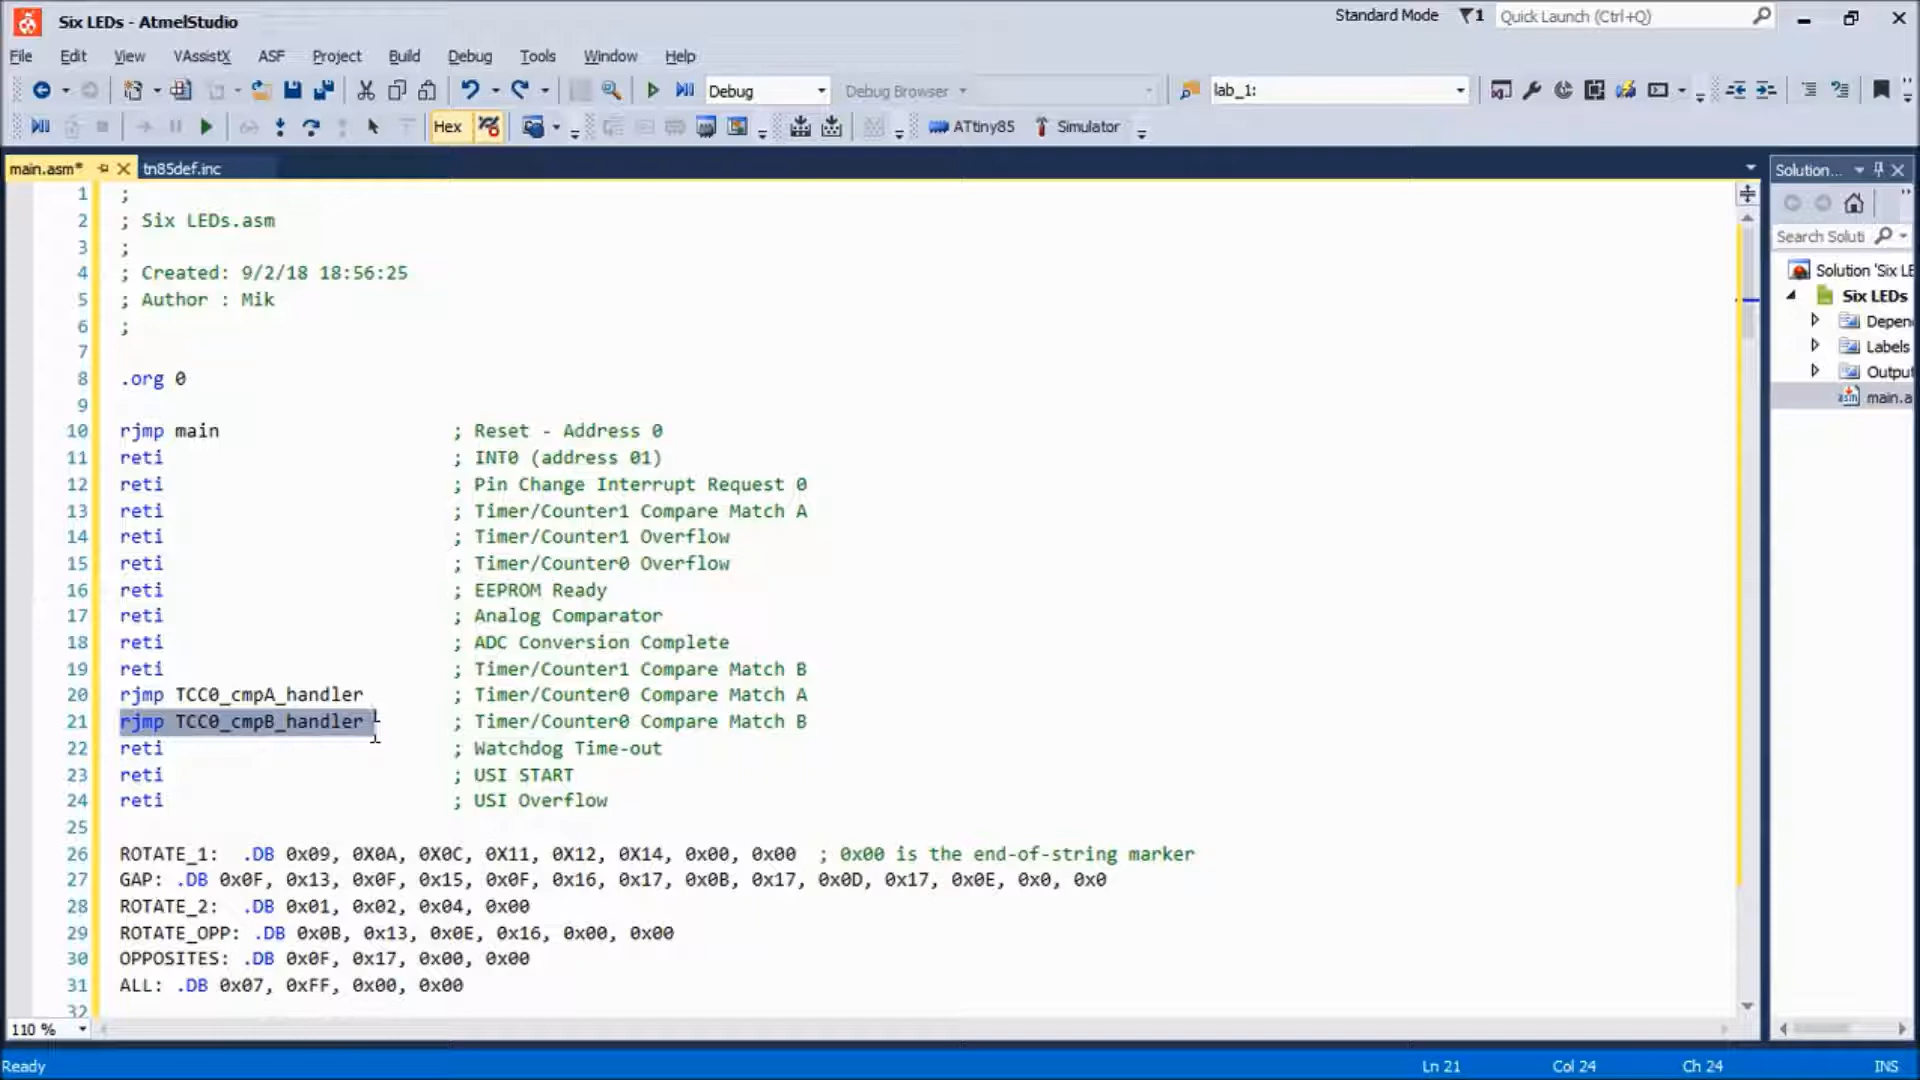 Six LEDs - AtmelStudio
Standard Mode
1
Quick Launch (Ctrl+Q)
File Edit View VAssistX ASF Project Build Debug Tools Window Help
Debug
Debug Browser
lab_1:
Hex
ATtiny85
Simulator
main.asm*
tn85def.inc
Solution...
1 ;
2 ; Six LEDs.asm
3 ;
4 ; Created: 9/2/18 18:56:25
5 ; Author : Mik
6 ;
7
8 .org 0
9
10 rjmp main ; Reset - Address 0
11 reti ; INT0 (address 01)
12 reti ; Pin Change Interrupt Request 0
13 reti ; Timer/Counter1 Compare Match A
14 reti ; Timer/Counter1 Overflow
15 reti ; Timer/Counter0 Overflow
16 reti ; EEPROM Ready
17 reti ; Analog Comparator
18 reti ; ADC Conversion Complete
19 reti ; Timer/Counter1 Compare Match B
20 rjmp TCC0_cmpA_handler ; Timer/Counter0 Compare Match A
21 rjmp TCC0_cmpB_handler ; Timer/Counter0 Compare Match B
22 reti ; Watchdog Time-out
23 reti ; USI START
24 reti ; USI Overflow
25
26 ROTATE_1: .DB 0x09, 0X0A, 0X0C, 0X11, 0X12, 0X14, 0x00, 0x00 ; 0x00 is the end-of-string marker
27 GAP: .DB 0x0F, 0x13, 0x0F, 0x15, 0x0F, 0x16, 0x17, 0x0B, 0x17, 0x0D, 0x17, 0x0E, 0x0, 0x0
28 ROTATE_2: .DB 0x01, 0x02, 0x04, 0x00
29 ROTATE_OPP: .DB 0x0B, 0x13, 0x0E, 0x16, 0x00, 0x00
30 OPPOSITES: .DB 0x0F, 0x17, 0x00, 0x00
31 ALL: .DB 0x07, 0xFF, 0x00, 0x00
32
Search Soluti
Solution 'Six LE
Six LEDs
Depen
Labels
Output
main.a
110 %
Ready
Ln 21
Col 24
Ch 24
INS